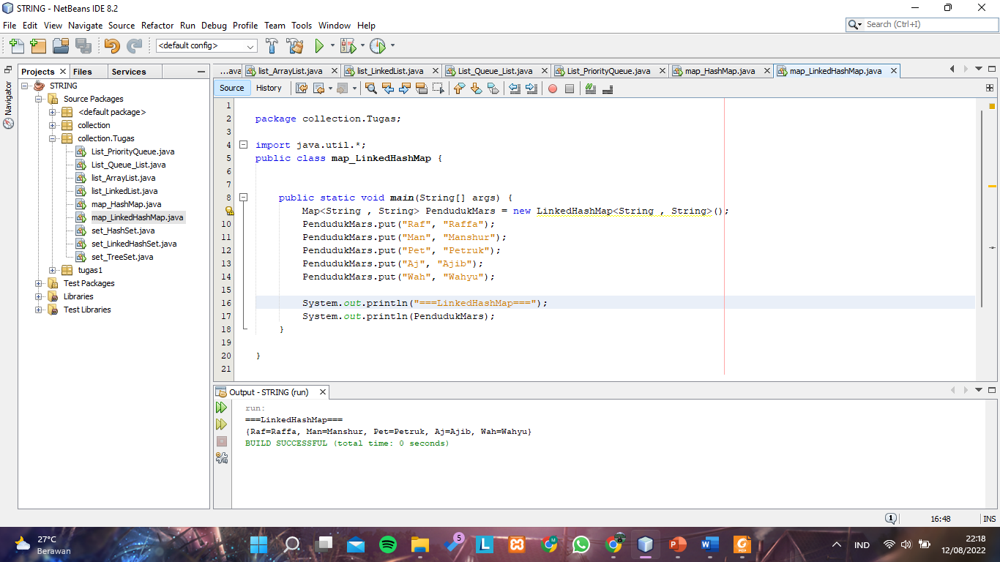 STRING - NetBeans IDE 8.2
File Edit View Navigate Source Refactor Run Debug Profile Team Tools Window Help
Search (Ctrl+I)
<default config>
Projects Files Services
Navigator
STRING
Source Packages
<default package>
collection
collection.Tugas
List_PriorityQueue.java
List_Queue_List.java
list_ArrayList.java
list_LinkedList.java
map_HashMap.java
map_LinkedHashMap.java
set_HashSet.java
set_LinkedHashSet.java
set_TreeSet.java
tugas1
Test Packages
Libraries
Test Libraries
...ava list_ArrayList.java list_LinkedList.java List_Queue_List.java List_PriorityQueue.java map_HashMap.java map_LinkedHashMap.java
Source History
1
2 package collection.Tugas;
3
4 import java.util.*;
5 public class map_LinkedHashMap {
6
7
8 public static void main(String[] args) {
Map<String , String> PendudukMars = new LinkedHashMap<String , String>();
10 PendudukMars.put("Raf", "Raffa");
11 PendudukMars.put("Man", "Manshur");
12 PendudukMars.put("Pet", "Petruk");
13 PendudukMars.put("Aj", "Ajib");
14 PendudukMars.put("Wah", "Wahyu");
15
16 System.out.println("===LinkedHashMap===");
17 System.out.println(PendudukMars);
18 }
19
20 }
21
Output - STRING (run)
run:
===LinkedHashMap===
{Raf=Raffa, Man=Manshur, Pet=Petruk, Aj=Ajib, Wah=Wahyu}
BUILD SUCCESSFUL (total time: 0 seconds)
1 16:48 INS
27°C
Berawan
5
L
M
W
PDF
IND
22:18
12/08/2022